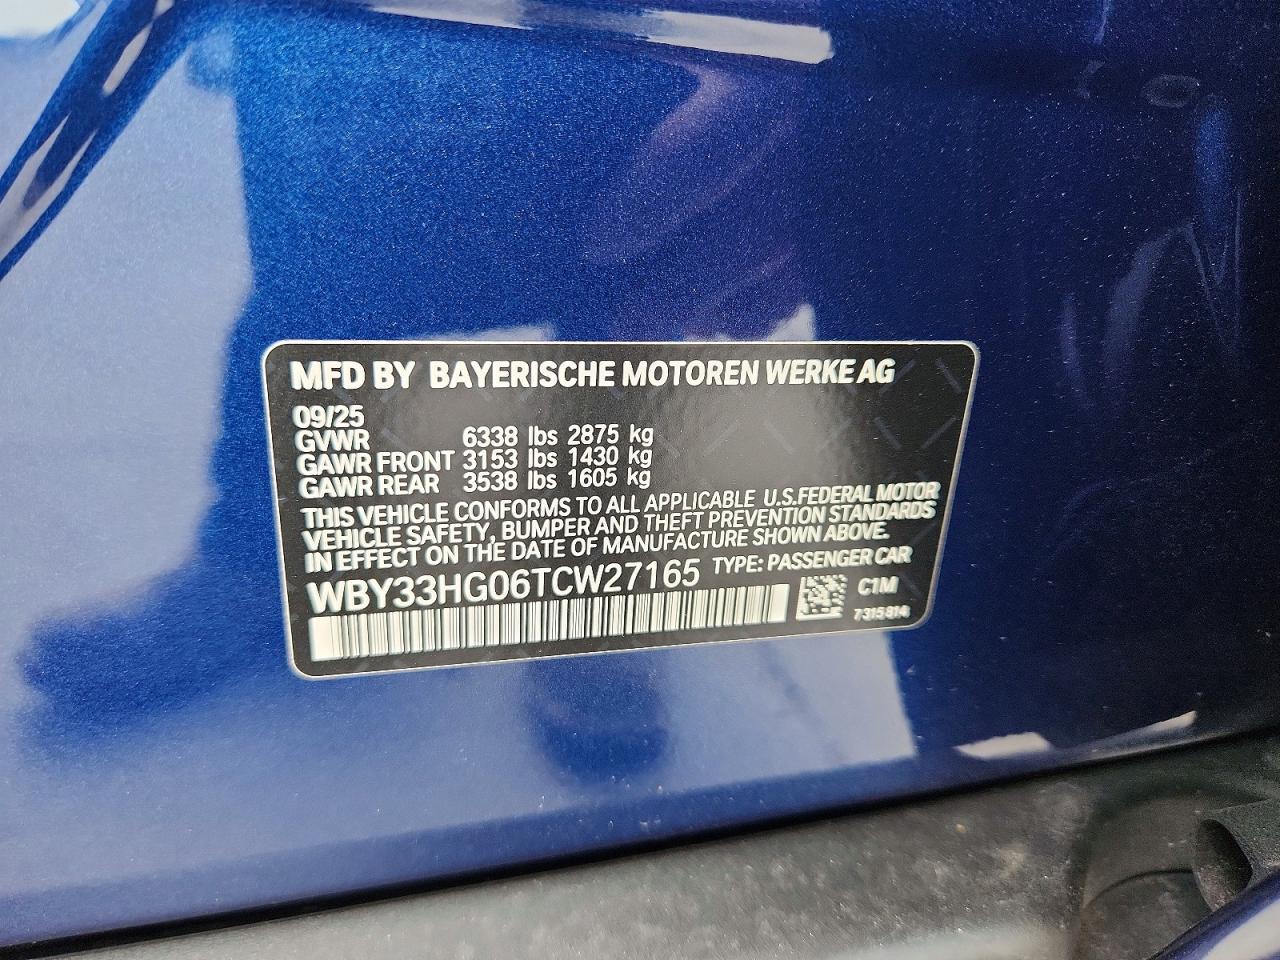 MFD BY BAYERISCHE MOTOREN WERKE AG
09/25
GVWR 6338 lbs 2875 kg
GAWR FRONT 3153 lbs 1430 kg
GAWR REAR 3538 lbs 1605 kg
THIS VEHICLE CONFORMS TO ALL APPLICABLE U.S.FEDERAL MOTOR
VEHICLE SAFETY, BUMPER AND THEFT PREVENTION STANDARDS
IN EFFECT ON THE DATE OF MANUFACTURE SHOWN ABOVE.
WBY33HG06TCW27165 TYPE: PASSENGER CAR
C1M
7315814